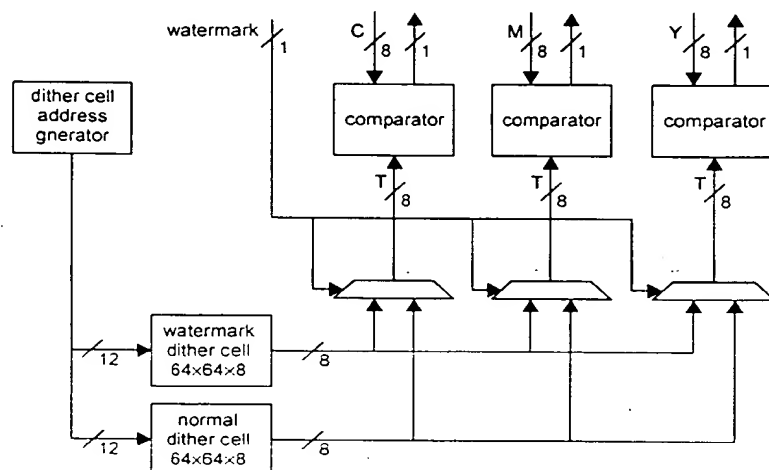 watermark
1
C
8
1
M
8
1
Y
8
1
dither cell
address
gnerator
comparator
comparator
comparator
T
8
T
8
T
8
12
watermark
dither cell
64×64×8
8
12
normal
dither cell
64×64×8
8